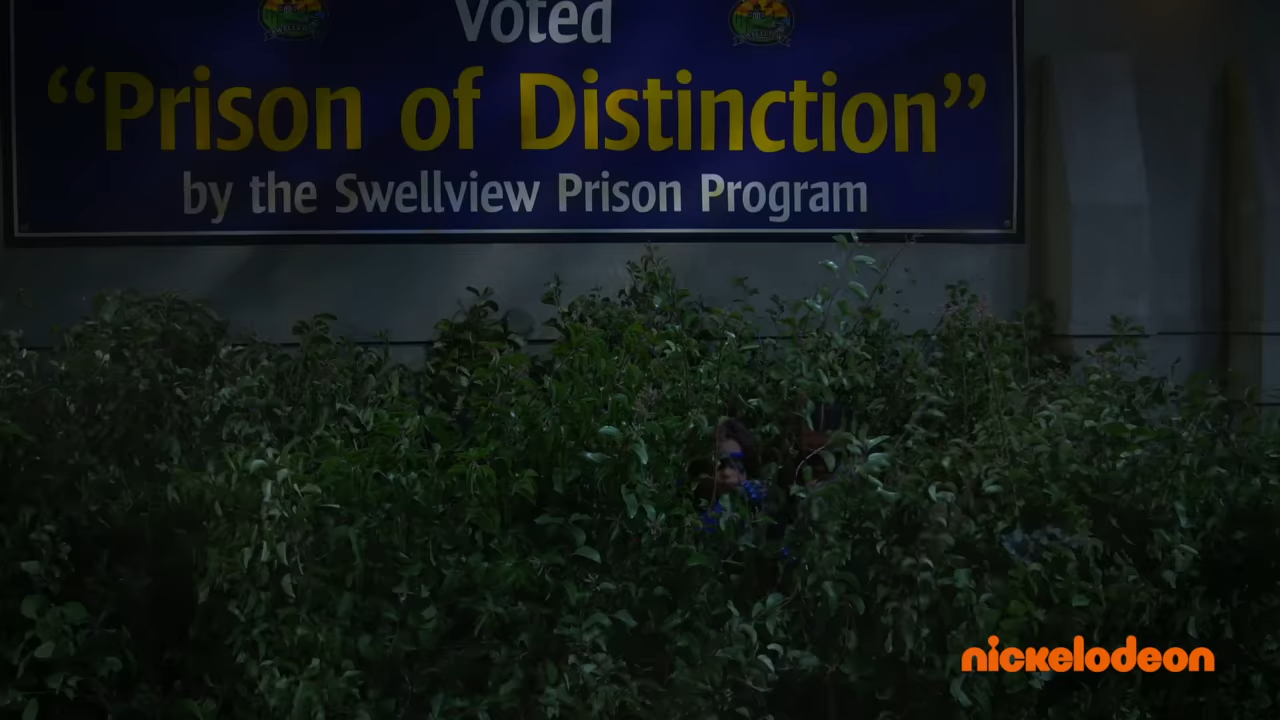 Voted
“Prison of Distinction”
by the Swellview Prison Program
nickelodeon